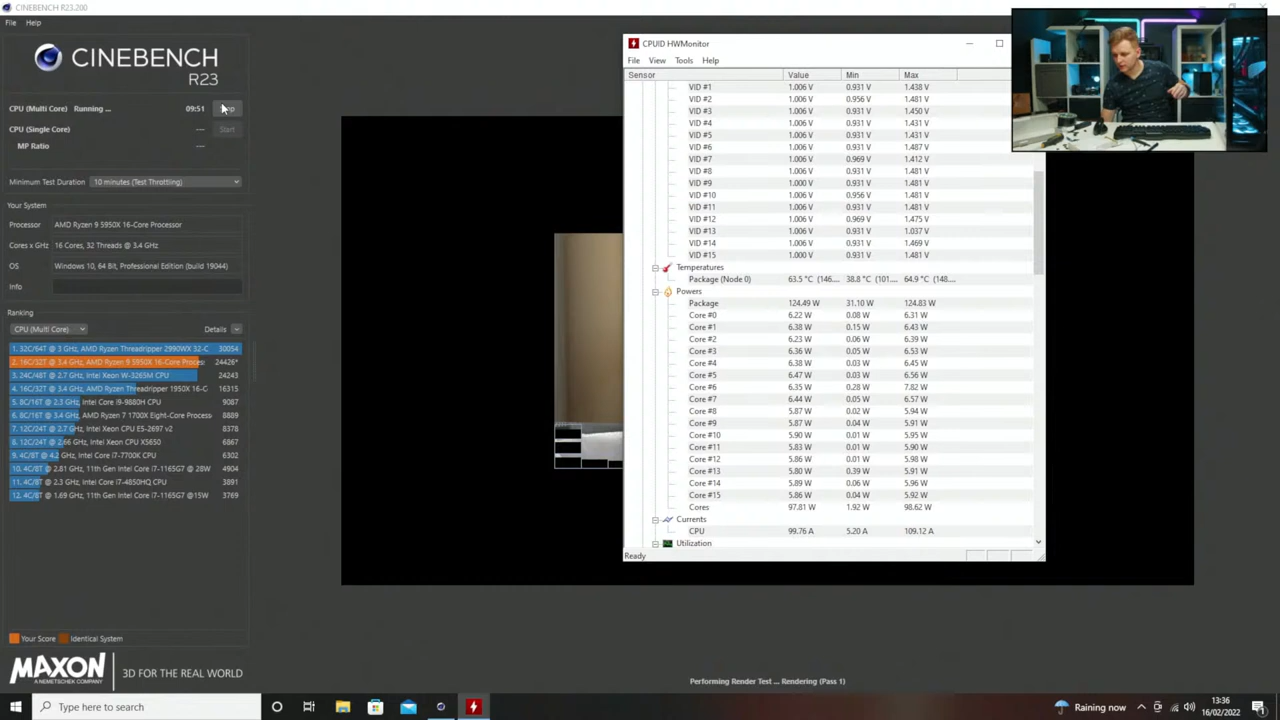 CINEBENCH R23.200
File Help
CINEBENCH
R23
CPU (Multi Core) Running ... 09:51
CPU (Single Core) --- Start
MP Ratio ---
Minimum Test Duration 10 minutes (Test Throttling)
Your System
Processor AMD Ryzen 9 5950X 16-Core Processor
Cores x GHz 16 Cores, 32 Threads @ 3.4 GHz
OS Windows 10, 64 Bit, Professional Edition (build 19044)
Info
Ranking
CPU (Multi Core) Details
1. 32C/64T @ 3 GHz, AMD Ryzen Threadripper 2990WX 32-C 30054
2. 16C/32T @ 3.4 GHz, AMD Ryzen 9 5950X 16-Core Proces 24426*
3. 24C/48T @ 2.7 GHz, Intel Xeon W-3265M CPU 24243
4. 16C/32T @ 3.4 GHz, AMD Ryzen Threadripper 1950X 16-C 16315
5. 8C/16T @ 2.3 GHz, Intel Core i9-9880H CPU 9087
6. 8C/16T @ 3.4 GHz, AMD Ryzen 7 1700X Eight-Core Proces 8889
7. 12C/24T @ 2.7 GHz, Intel Xeon CPU E5-2697 v2 8378
8. 12C/24T @ 2.66 GHz, Intel Xeon CPU X5650 6867
9. 4C/8T @ 4.2 GHz, Intel Core i7-7700K CPU 6302
10. 4C/8T @ 2.81 GHz, 11th Gen Intel Core i7-1165G7 @ 28W 4904
11. 4C/8T @ 2.3 GHz, Intel Core i7-4850HQ CPU 3891
12. 4C/8T @ 1.69 GHz, 11th Gen Intel Core i7-1165G7 @15W 3769
Your Score Identical System
MAXON
A NEMETSCHEK COMPANY
3D FOR THE REAL WORLD
CPUID HWMonitor
File View Tools Help
Sensor Value Min Max
VID #1 1.006 V 0.931 V 1.438 V
VID #2 1.006 V 0.956 V 1.481 V
VID #3 1.006 V 0.931 V 1.450 V
VID #4 1.006 V 0.931 V 1.431 V
VID #5 1.006 V 0.931 V 1.481 V
VID #6 1.006 V 0.931 V 1.487 V
VID #7 1.006 V 0.969 V 1.412 V
VID #8 1.006 V 0.931 V 1.481 V
VID #9 1.000 V 0.931 V 1.481 V
VID #10 1.006 V 0.956 V 1.481 V
VID #11 1.006 V 0.931 V 1.481 V
VID #12 1.006 V 0.969 V 1.475 V
VID #13 1.006 V 0.931 V 1.037 V
VID #14 1.006 V 0.931 V 1.469 V
VID #15 1.000 V 0.931 V 1.481 V
Temperatures
Package (Node 0) 63.5 °C (146.... 38.8 °C (101.... 64.9 °C (148....
Powers
Package 124.49 W 31.10 W 124.83 W
Core #0 6.22 W 0.08 W 6.31 W
Core #1 6.38 W 0.15 W 6.43 W
Core #2 6.23 W 0.06 W 6.39 W
Core #3 6.36 W 0.05 W 6.53 W
Core #4 6.38 W 0.03 W 6.45 W
Core #5 6.47 W 0.03 W 6.56 W
Core #6 6.35 W 0.28 W 7.82 W
Core #7 6.44 W 0.05 W 6.57 W
Core #8 5.87 W 0.02 W 5.94 W
Core #9 5.87 W 0.04 W 5.91 W
Core #10 5.90 W 0.01 W 5.95 W
Core #11 5.83 W 0.01 W 5.90 W
Core #12 5.86 W 0.01 W 5.98 W
Core #13 5.80 W 0.39 W 5.91 W
Core #14 5.89 W 0.06 W 5.96 W
Core #15 5.86 W 0.04 W 5.92 W
Cores 97.81 W 1.92 W 98.62 W
Currents
CPU 99.76 A 5.20 A 109.12 A
Utilization
Ready
Performing Render Test ... Rendering (Pass 1)
Type here to search
Raining now
13:36
16/02/2022
1